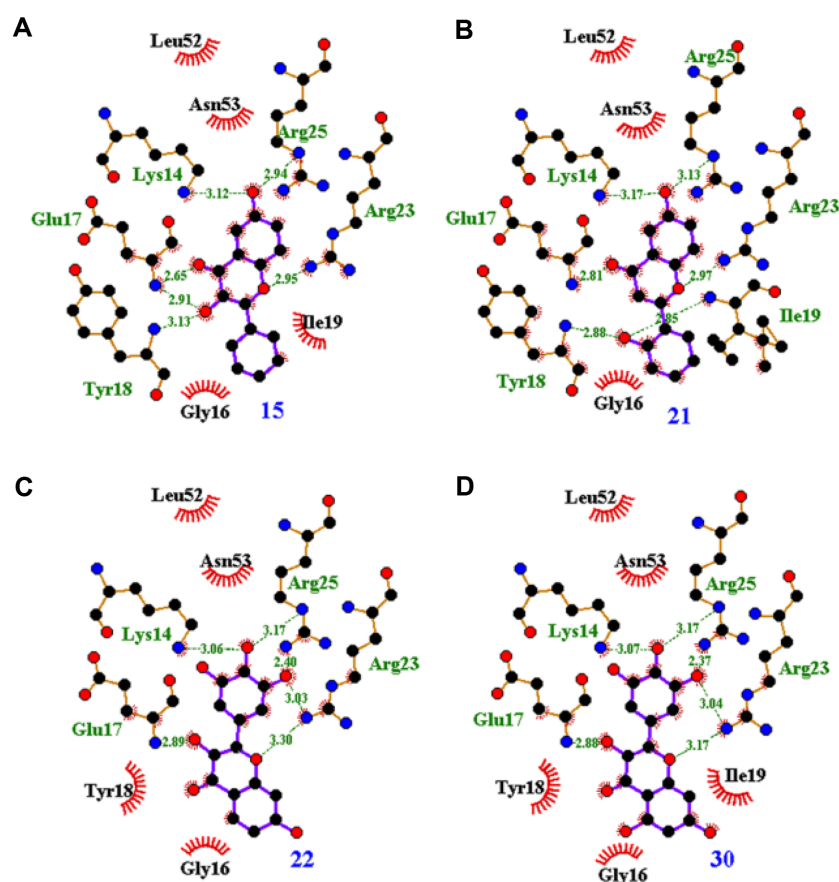 A
Leu52
Asn53
Arg25
Lys14
2.94
3.12
Glu17
Arg23
2.65
2.95
2.91
3.13
Ile19
Tyr18
Gly16
15
B
Leu52
Arg25
Asn53
3.13
Lys14
3.17
Glu17
Arg23
2.81
2.97
2.85
2.88
Ile19
Tyr18
Gly16
21
C
Leu52
Asn53
Arg25
Lys14
3.17
3.06
2.40
Arg23
3.03
Glu17
2.89
3.30
Tyr18
Gly16
22
D
Leu52
Asn53
Arg25
Lys14
3.17
3.07
2.37
Arg23
3.04
Glu17
2.88
3.17
Tyr18
Ile19
Gly16
30